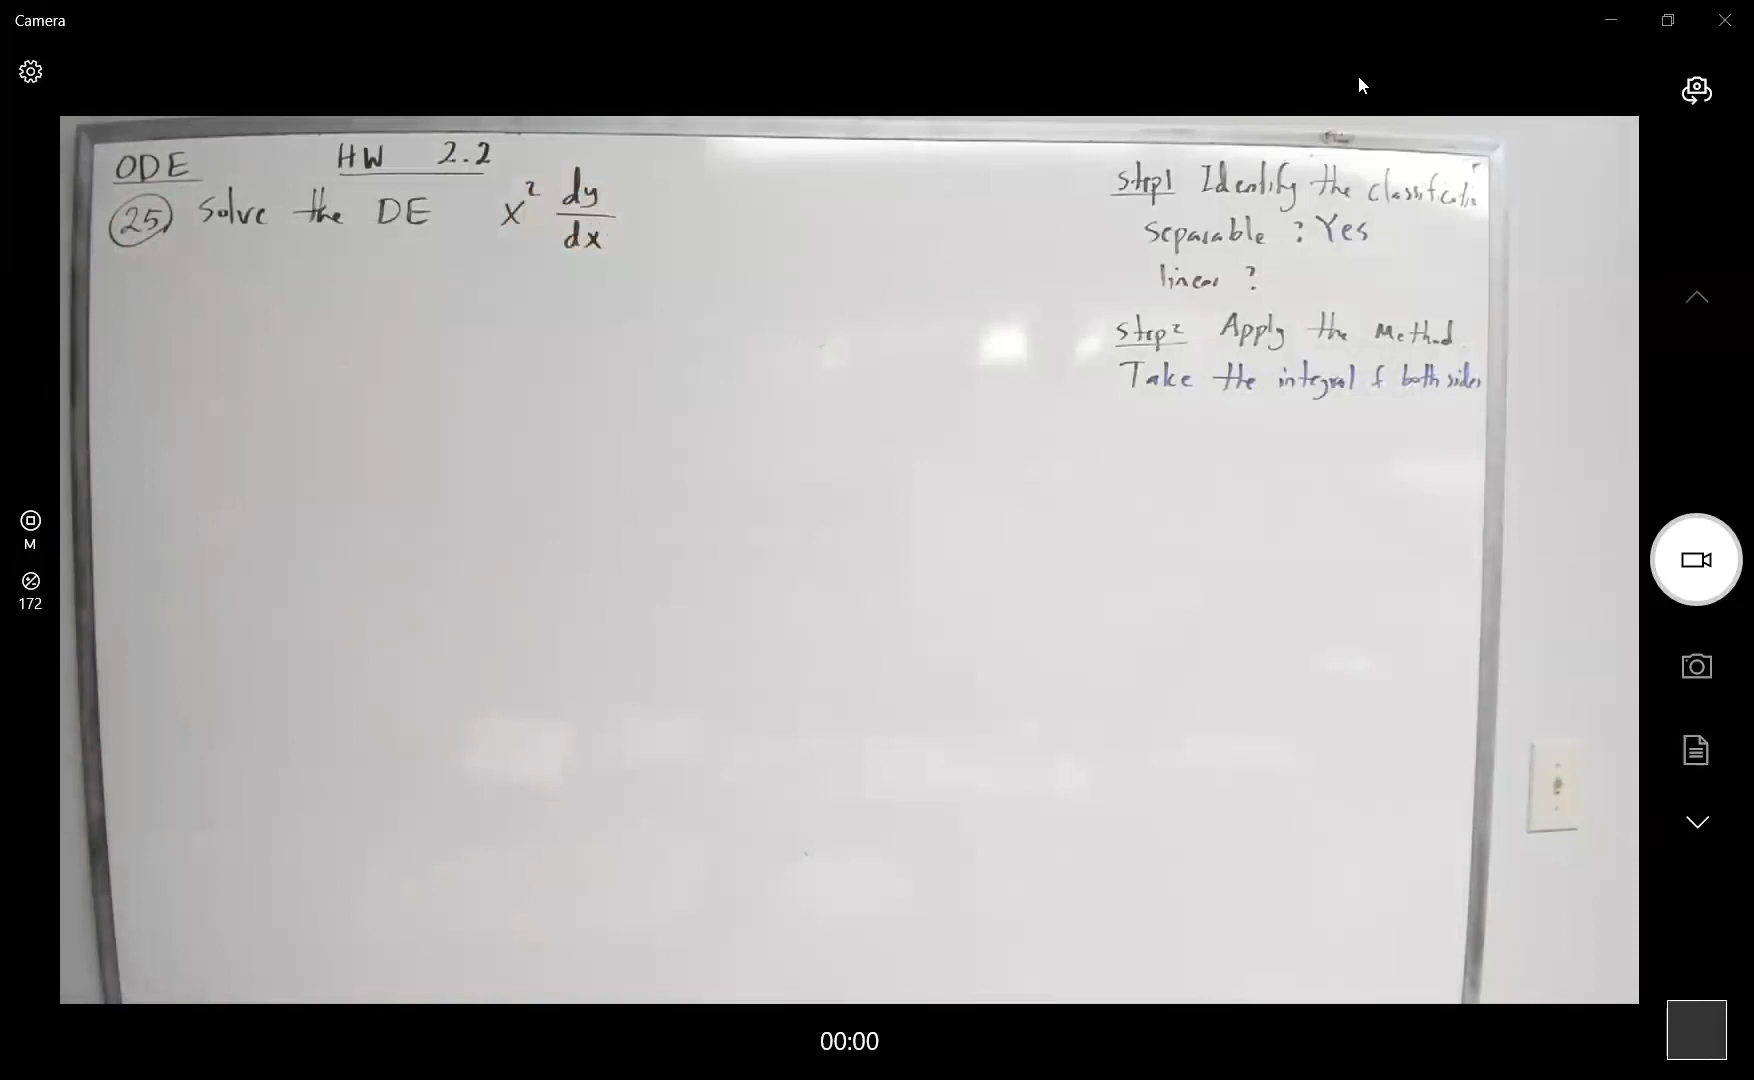 Camera
ODE HW 2.2
25) Solve the DE x² dy/dx
Step1 Identify the classification
separable ? Yes
linear ?
Step2 Apply the Method
Take the integral of both sides
M
172
00:00